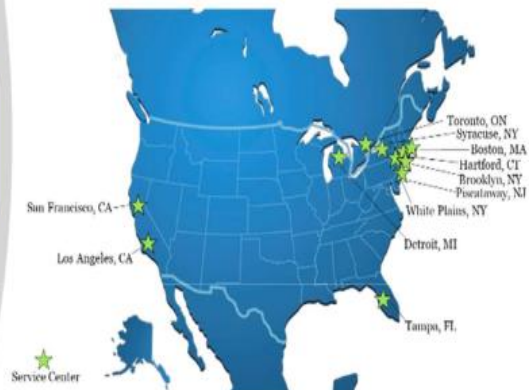 Toronto, ON
Syracuse, NY
Boston, MA
Hartford, CT
Brooklyn, NY
Piscataway, NJ
White Plains, NY
San Francisco, CA
Detroit, MI
Los Angeles, CA
Tampa, FL
Service Center